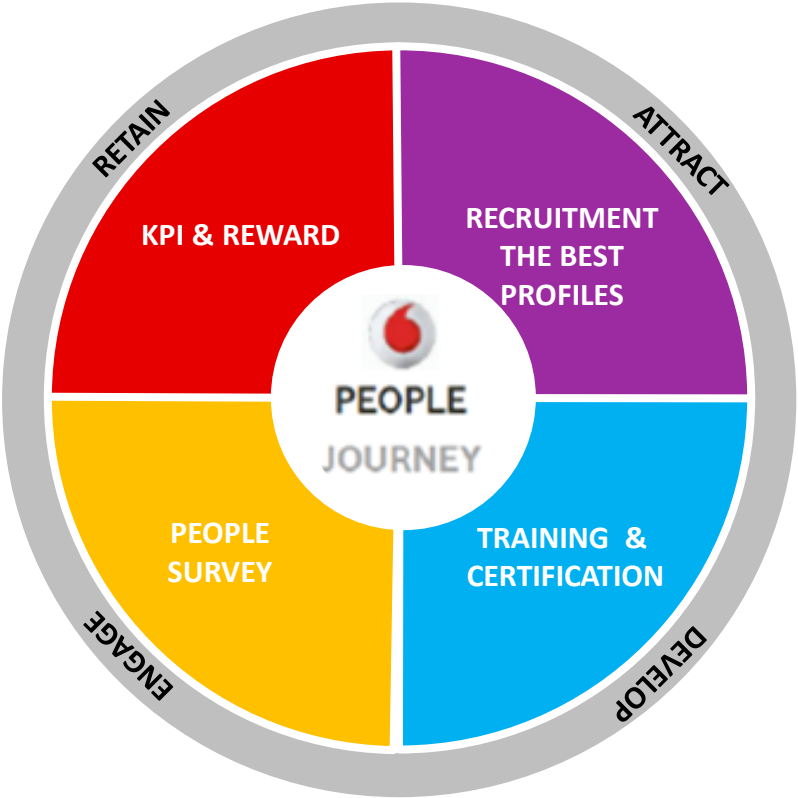 RETAIN
ATTRACT
KPI & REWARD
RECRUITMENT
THE BEST
PROFILES
PEOPLE
JOURNEY
PEOPLE
SURVEY
TRAINING & 
CERTIFICATION
ENGAGE
DEVELOP